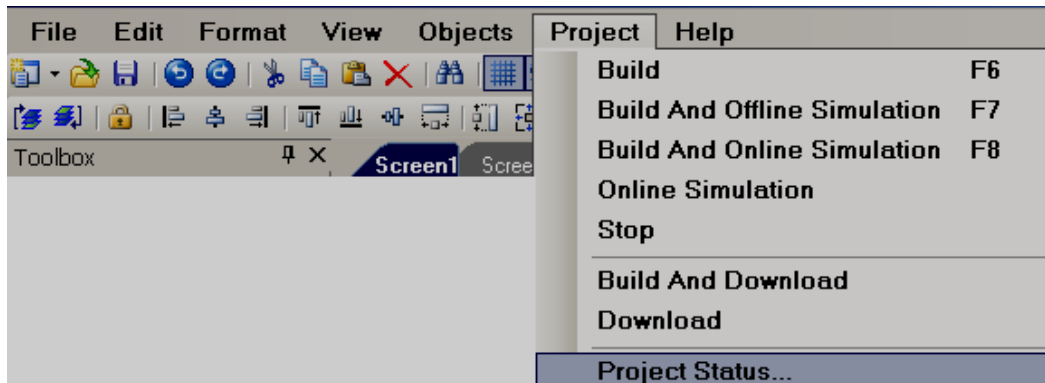 File Edit Format View Objects Project Help
Build F6
Build And Offline Simulation F7
Build And Online Simulation F8
Toolbox Screen1 Scree
Online Simulation
Stop
Build And Download
Download
Project Status...